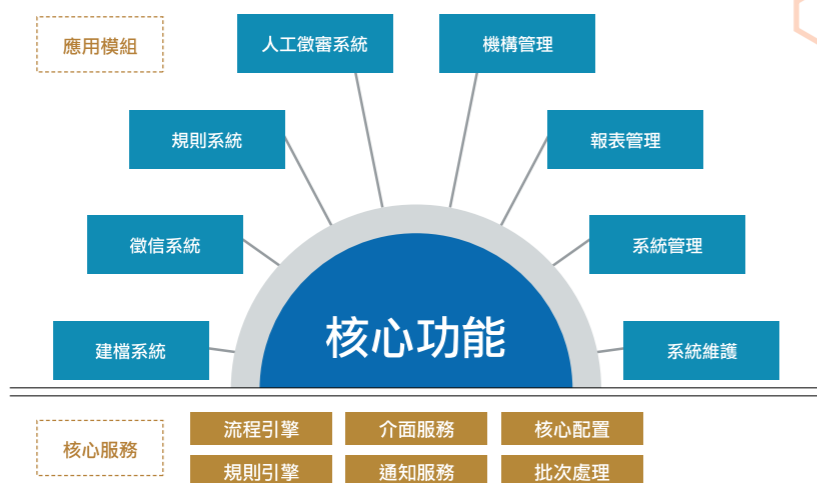 應用模組
人工徵審系統
機構管理
規則系統
報表管理
徵信系統
系統管理
核心功能
建檔系統
系統維護
核心服務
流程引擎
介面服務
核心配置
規則引擎
通知服務
批次處理